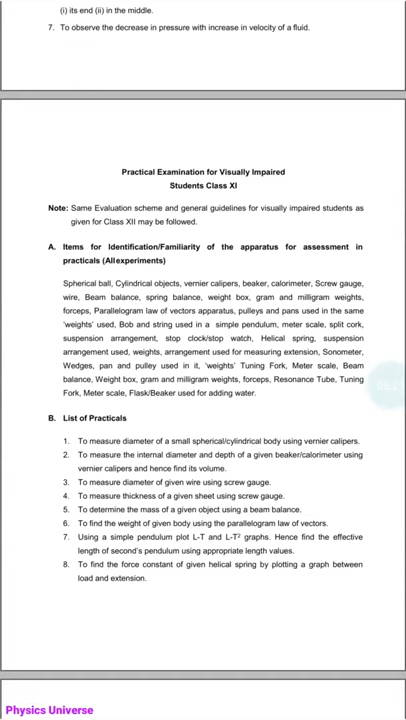 (i) its end (ii) in the middle.
7. To observe the decrease in pressure with increase in velocity of a fluid.
Practical Examination for Visually Impaired
Students Class XI
Note: Same Evaluation scheme and general guidelines for visually impaired students as
given for Class XII may be followed.
A. Items for Identification/Familiarity of the apparatus for assessment in
practicals (Allexperiments)
Spherical ball, Cylindrical objects, vernier calipers, beaker, calorimeter, Screw gauge,
wire, Beam balance, spring balance, weight box, gram and milligram weights,
forceps, Parallelogram law of vectors apparatus, pulleys and pans used in the same
'weights' used, Bob and string used in a simple pendulum, meter scale, split cork,
suspension arrangement, stop clock/stop watch, Helical spring, suspension
arrangement used, weights, arrangement used for measuring extension, Sonometer,
Wedges, pan and pulley used in it, 'weights' Tuning Fork, Meter scale, Beam
balance, Weight box, gram and milligram weights, forceps, Resonance Tube, Tuning
Fork, Meter scale, Flask/Beaker used for adding water.
B. List of Practicals
1. To measure diameter of a small spherical/cylindrical body using vernier calipers.
2. To measure the internal diameter and depth of a given beaker/calorimeter using
vernier calipers and hence find its volume.
3. To measure diameter of given wire using screw gauge.
4. To measure thickness of a given sheet using screw gauge.
5. To determine the mass of a given object using a beam balance.
6. To find the weight of given body using the parallelogram law of vectors.
7. Using a simple pendulum plot L-T and L-T² graphs. Hence find the effective
length of second's pendulum using appropriate length values.
8. To find the force constant of given helical spring by plotting a graph between
load and extension.
Physics Universe